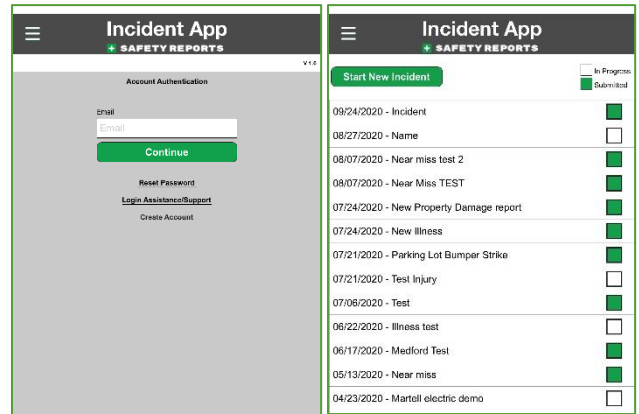 Incident App
SAFETY REPORTS
V 1.6
Account Authentication
Email
Email
Continue
Reset Password
Login Assistance/Support
Create Account
Incident App
SAFETY REPORTS
Start New Incident
In Progress
Submitted
09/24/2020 - Incident
08/27/2020 - Name
08/07/2020 - Near miss test 2
08/07/2020 - Near Miss TEST
07/24/2020 - New Property Damage report
07/24/2020 - New Illness
07/21/2020 - Parking Lot Bumper Strike
07/21/2020 - Test Injury
07/06/2020 - Test
06/22/2020 - Illness test
06/17/2020 - Medford Test
05/13/2020 - Near miss
04/23/2020 - Martell electric demo